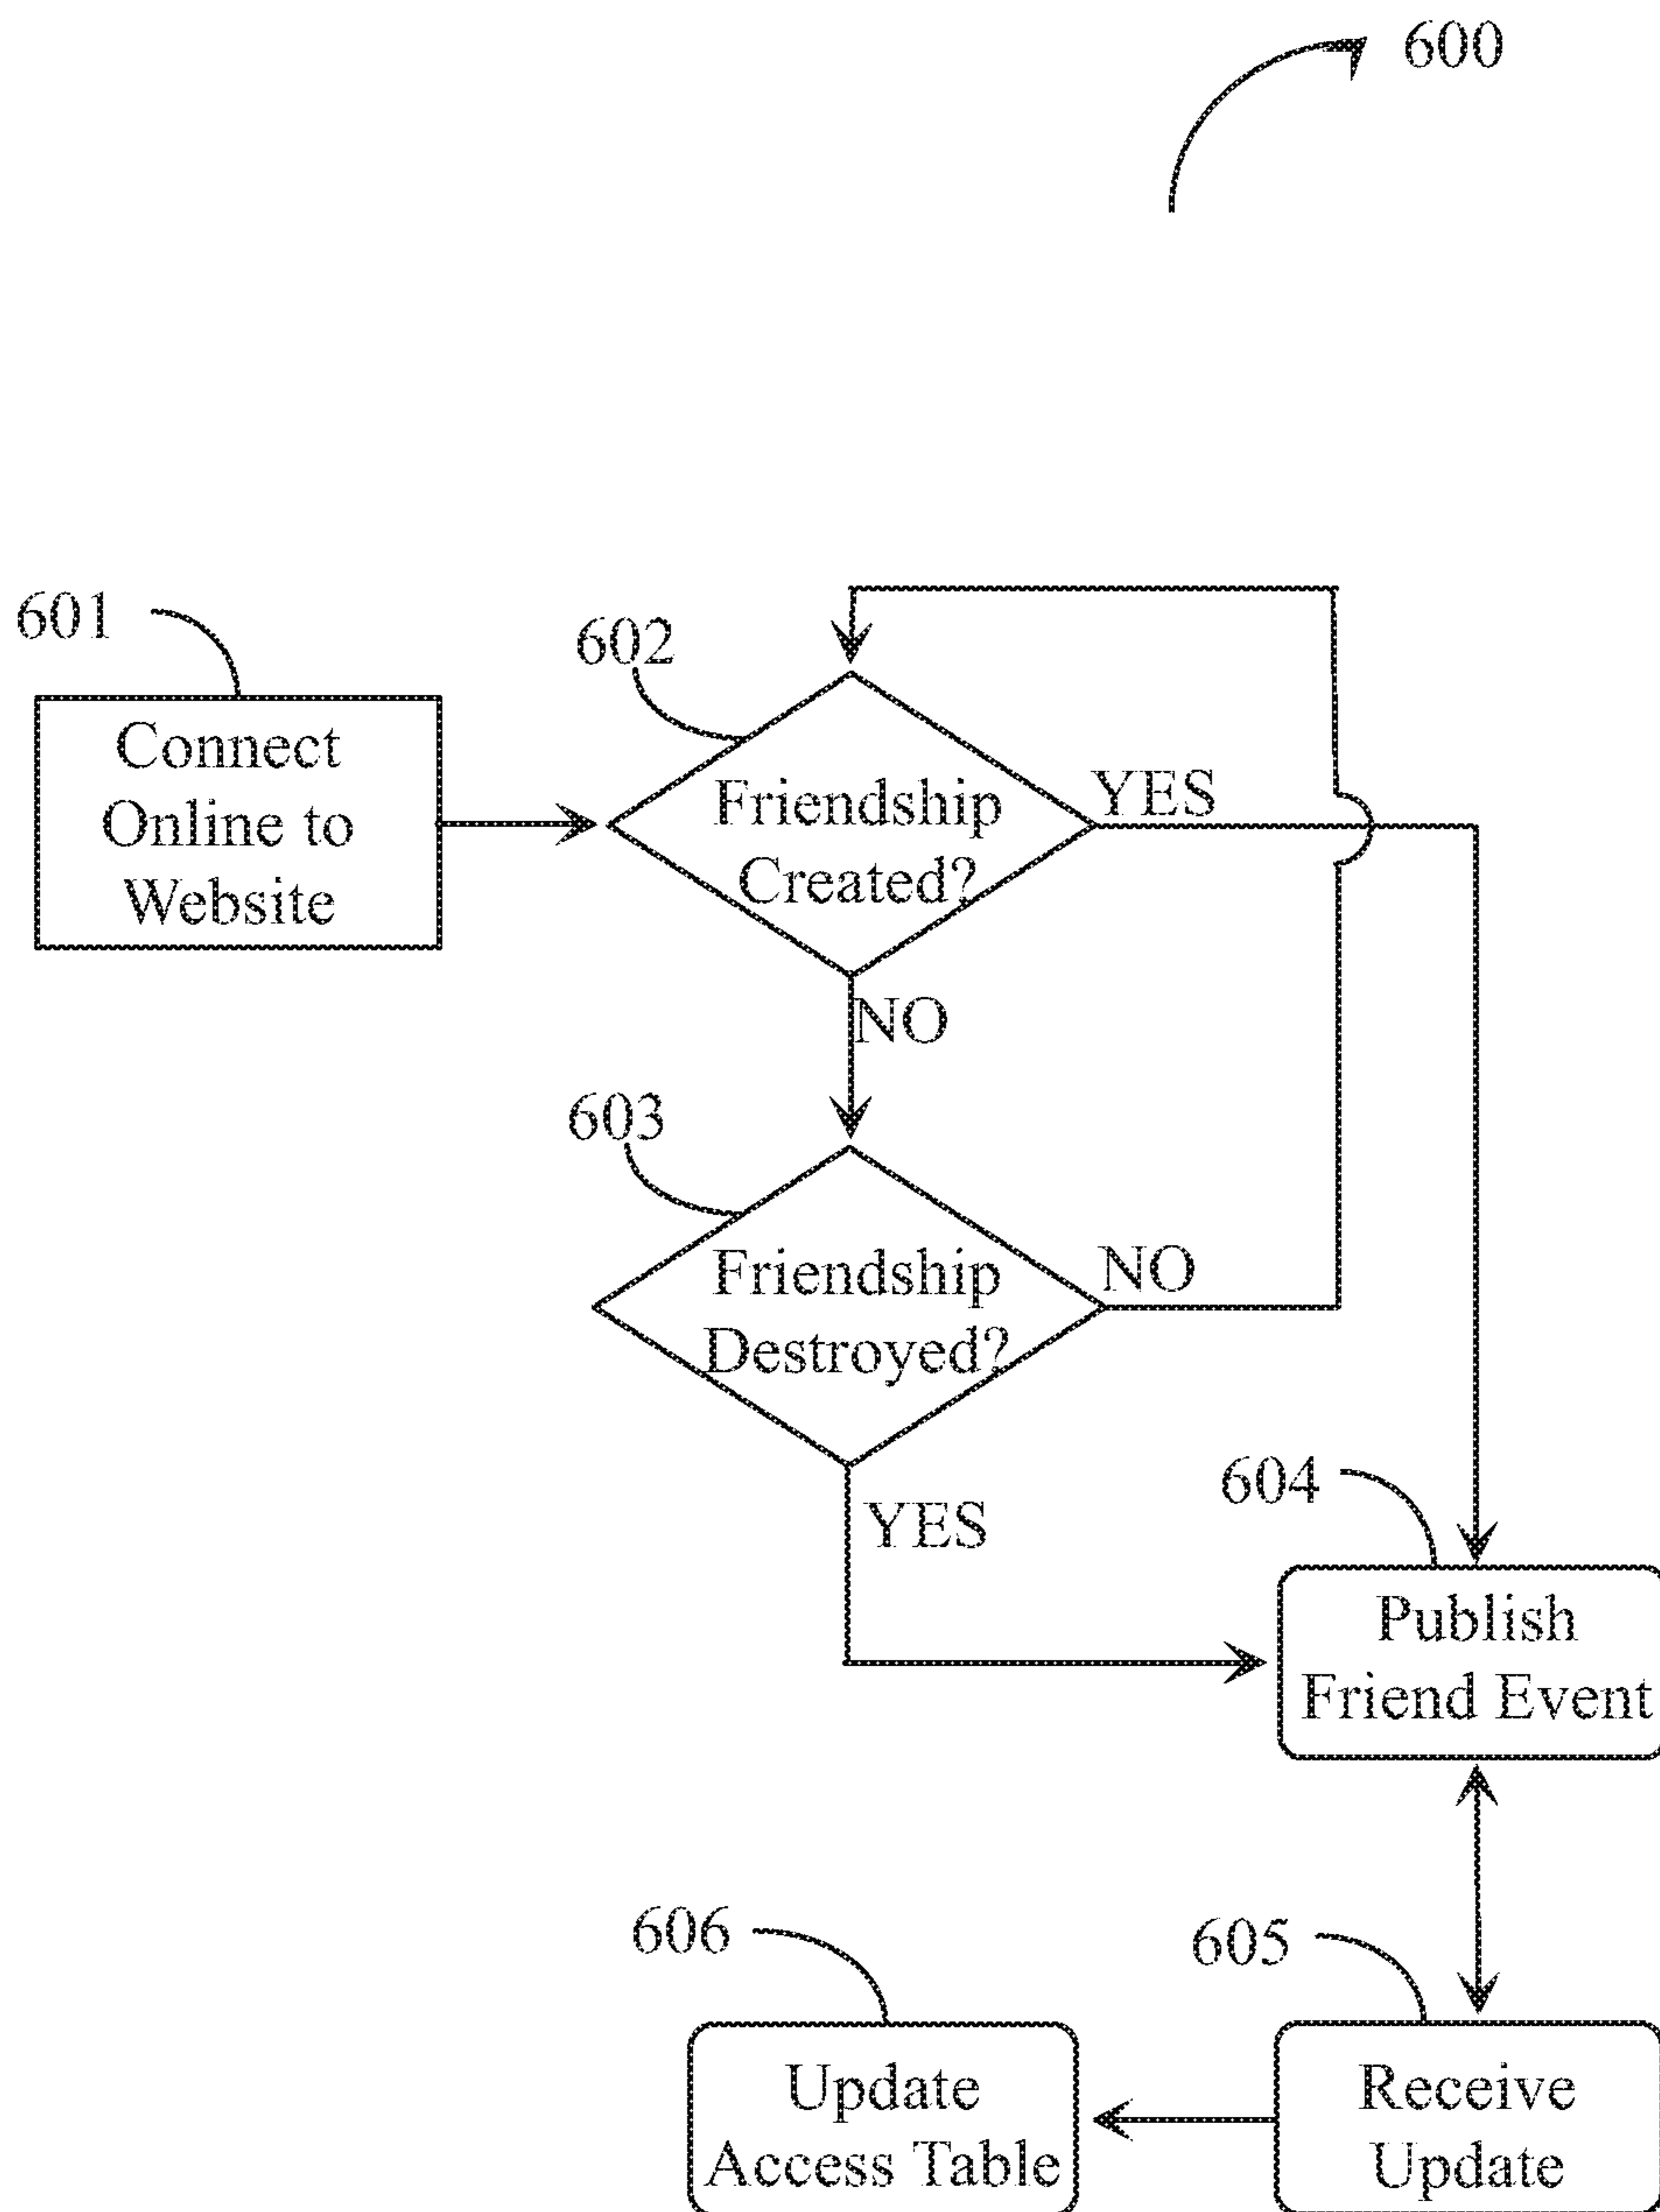 600
601
Connect
Online to
Website
602
Friendship
Created?
YES
NO
603
Friendship
Destroyed?
NO
YES
604
Publish
Friend Event
606
Update
Access Table
605
Receive
Update